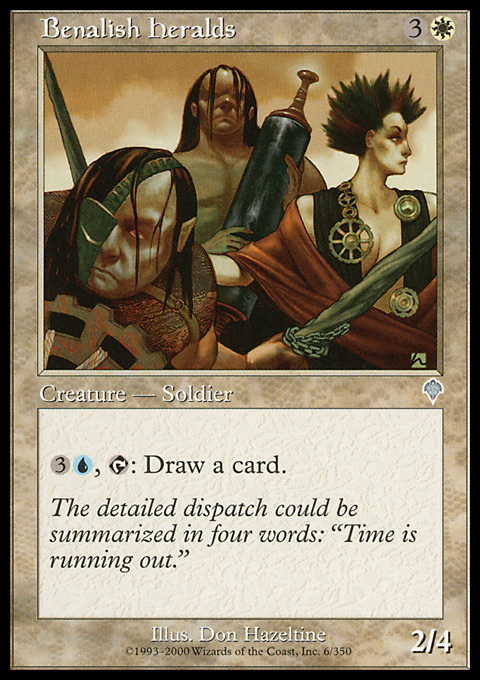 Benalish Heralds 3
Creature — Soldier
3, : Draw a card.
The detailed dispatch could be
summarized in four words: “Time is
running out.”
Illus. Don Hazeltine
©1993–2000 Wizards of the Coast, Inc. 6/350
2/4